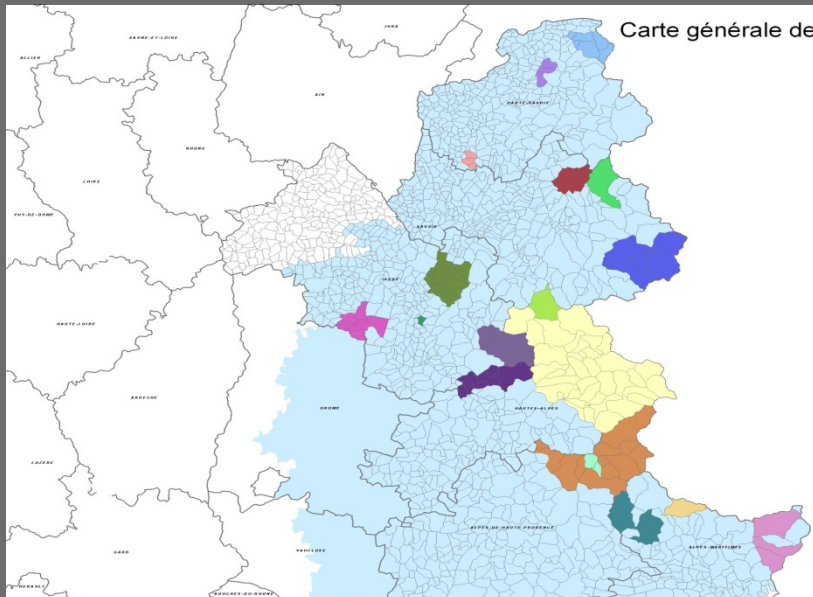 Carte générale de
JURA
SAONE-ET-LOIRE
ALLIER
AIN
HAUTE-SAVOIE
RHONE
LOIRE
PUY-DE-DOME
SAVOIE
ISERE
HAUTE-LOIRE
ARDECHE
DROME
HAUTES-ALPES
LOZERE
ALPES-DE-HAUTE-PROVENCE
ALPES-MARITIMES
GARD
VAUCLUSE
HERAULT
BOUCHES-DU-RHONE